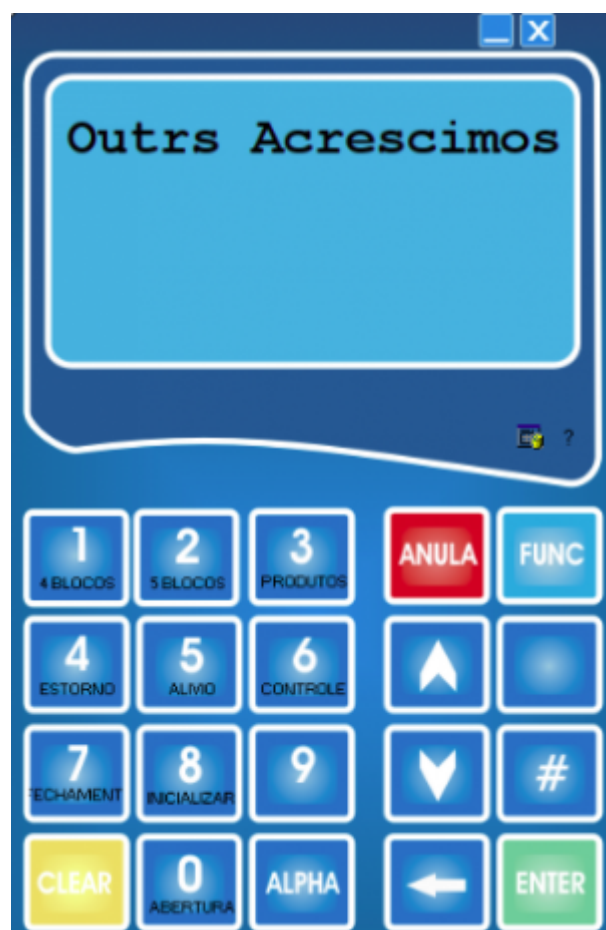 Outrs Acrescimos
?
1 2 3 ANULA FUNC
4 BLOCOS 5 BLOCOS PRODUTOS
4 5 6
ESTORNO ALIVIO CONTROLE
7 8 9 #
FECHAMENT INICIALIZAR
CLEAR 0 ALPHA ENTER
ABERTURA